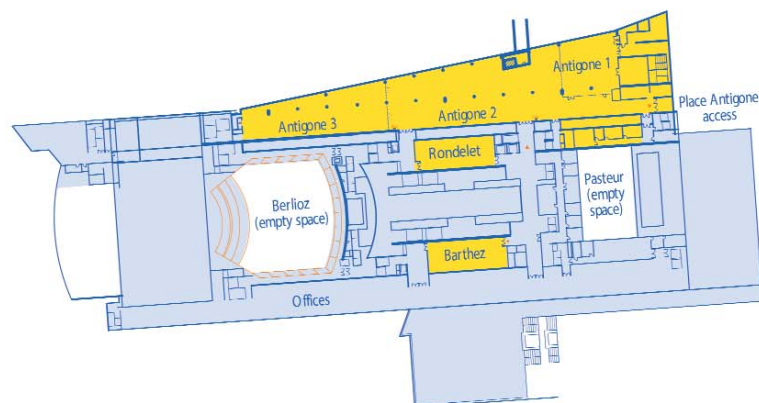 Antigone 1
Place Antigone
access
Antigone 2
Antigone 3
Rondelet
Pasteur
(empty
space)
Berlioz
(empty space)
Barthez
Offices